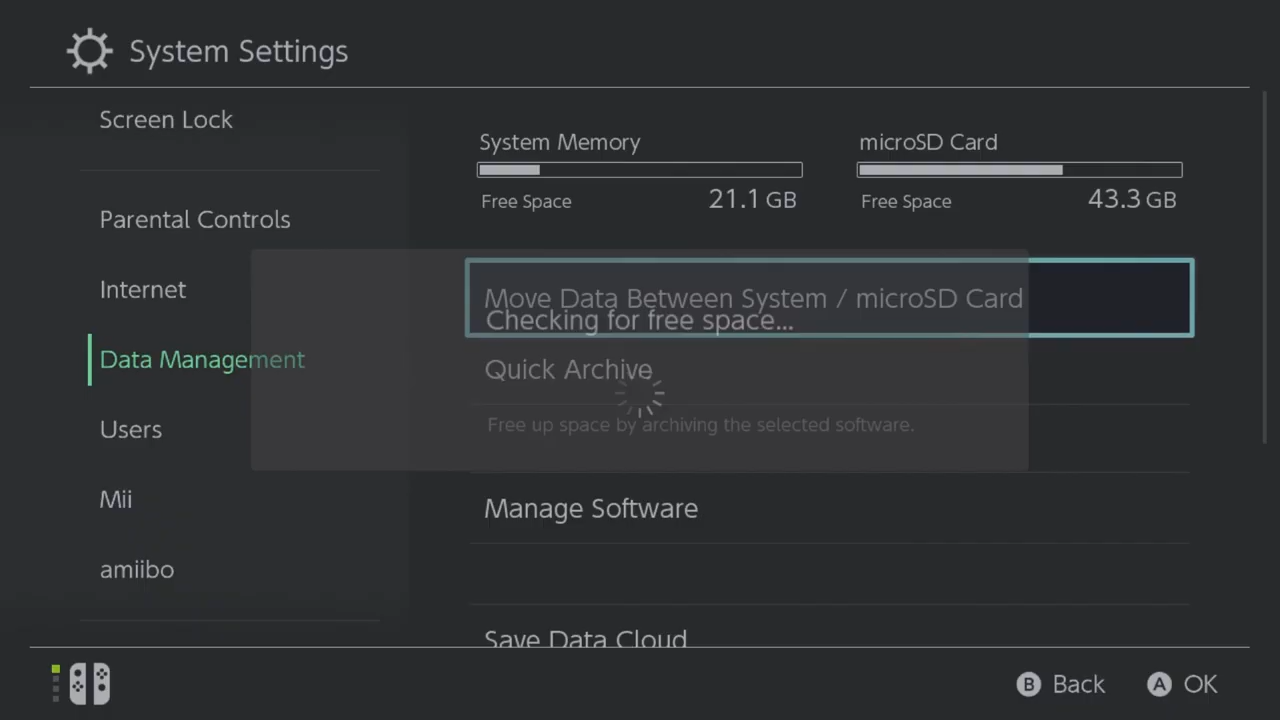 System Settings
Screen Lock
Parental Controls
Internet
Data Management
Users
Mii
amiibo
System Memory
Free Space 21.1 GB
microSD Card
Free Space 43.3 GB
Move Data Between System / microSD Card
Checking for free space...
Quick Archive
Free up space by archiving the selected software.
Manage Software
Save Data Cloud
B Back
A OK